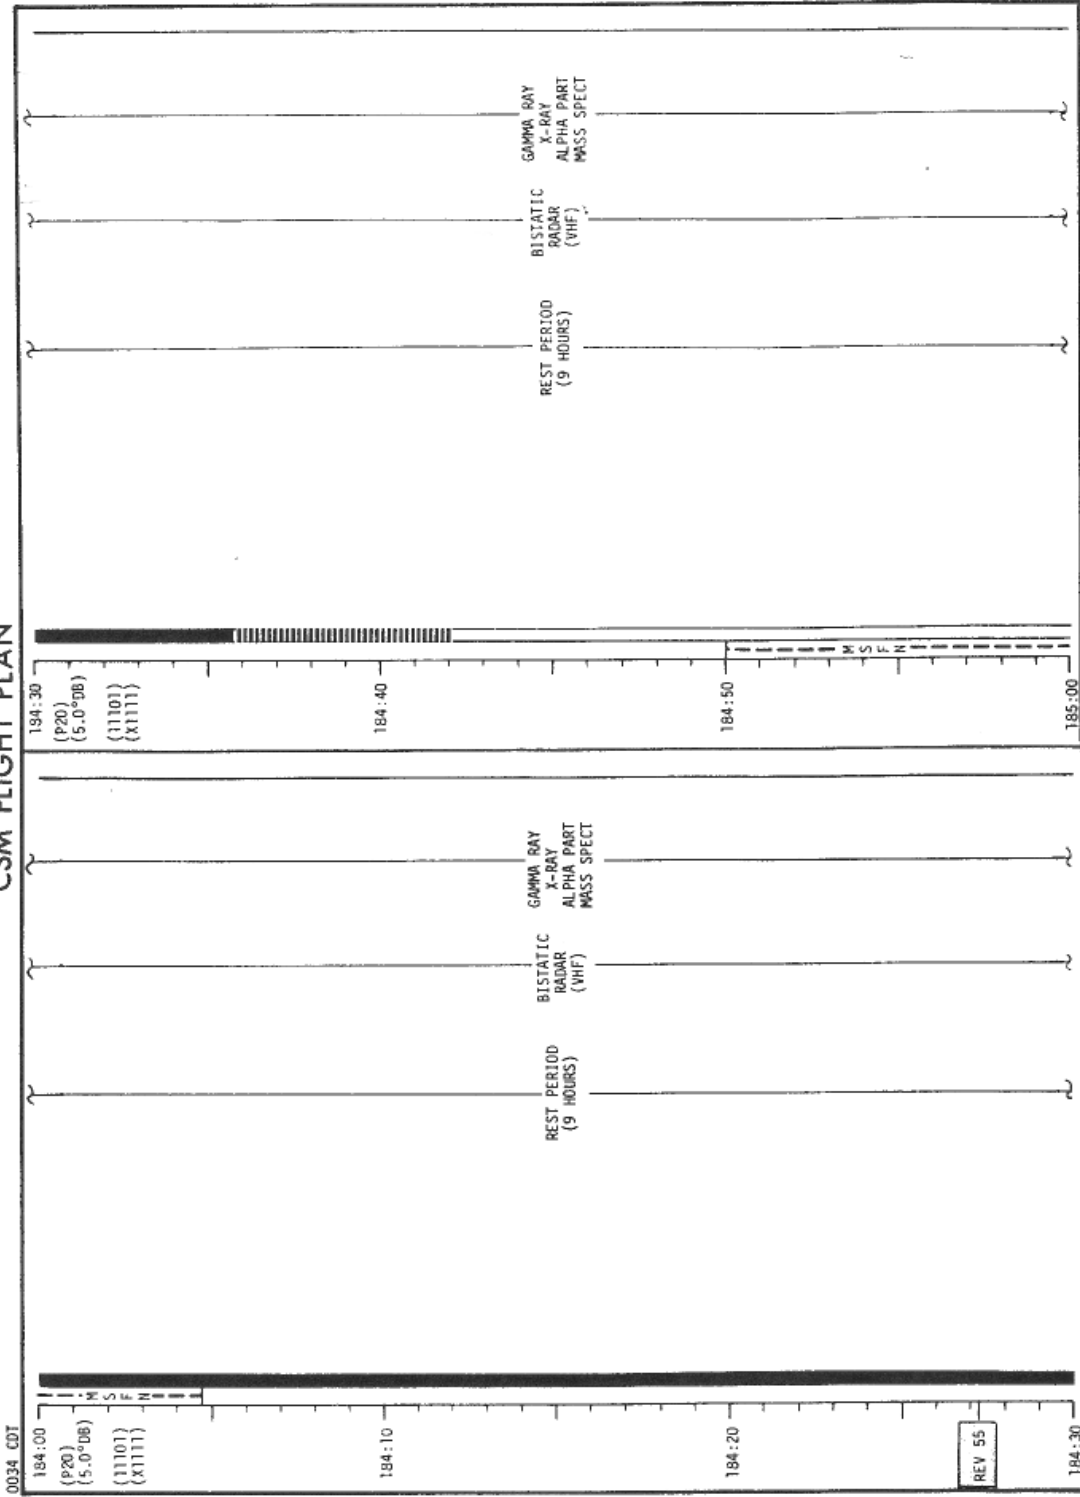 CSM FLIGHT PLAN
0034 CDT
184:00
(P20)
(5.0°DB)
(11101)
(X1111)
MSFN
184:10
184:20
REV 55
184:30
REST PERIOD
(9 HOURS)
BISTATIC
RADAR
(VHF)
GAMMA RAY
X-RAY
ALPHA PART
MASS SPECT
184:30
(P20)
(5.0°DB)
(11101)
(X1111)
184:40
184:50
MSFN
185:00
REST PERIOD
(9 HOURS)
BISTATIC
RADAR
(VHF)
GAMMA RAY
X-RAY
ALPHA PART
MASS SPECT